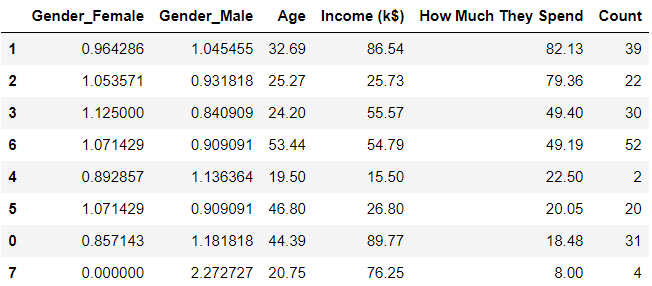 Gender_Female Gender_Male Age Income (k$) How Much They Spend Count
1 0.964286 1.045455 32.69 86.54 82.13 39
2 1.053571 0.931818 25.27 25.73 79.36 22
3 1.125000 0.840909 24.20 55.57 49.40 30
6 1.071429 0.909091 53.44 54.79 49.19 52
4 0.892857 1.136364 19.50 15.50 22.50 2
5 1.071429 0.909091 46.80 26.80 20.05 20
0 0.857143 1.181818 44.39 89.77 18.48 31
7 0.000000 2.272727 20.75 76.25 8.00 4